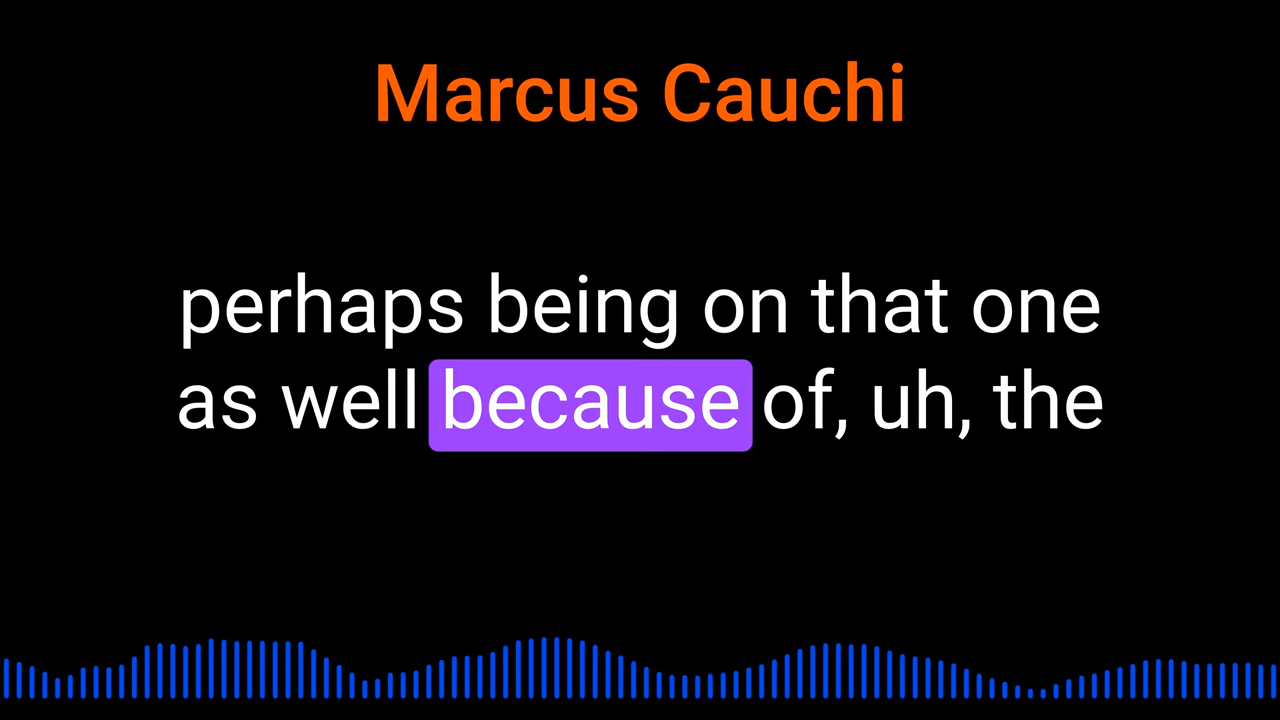 Marcus Cauchi
perhaps being on that one
as well because of, uh, the